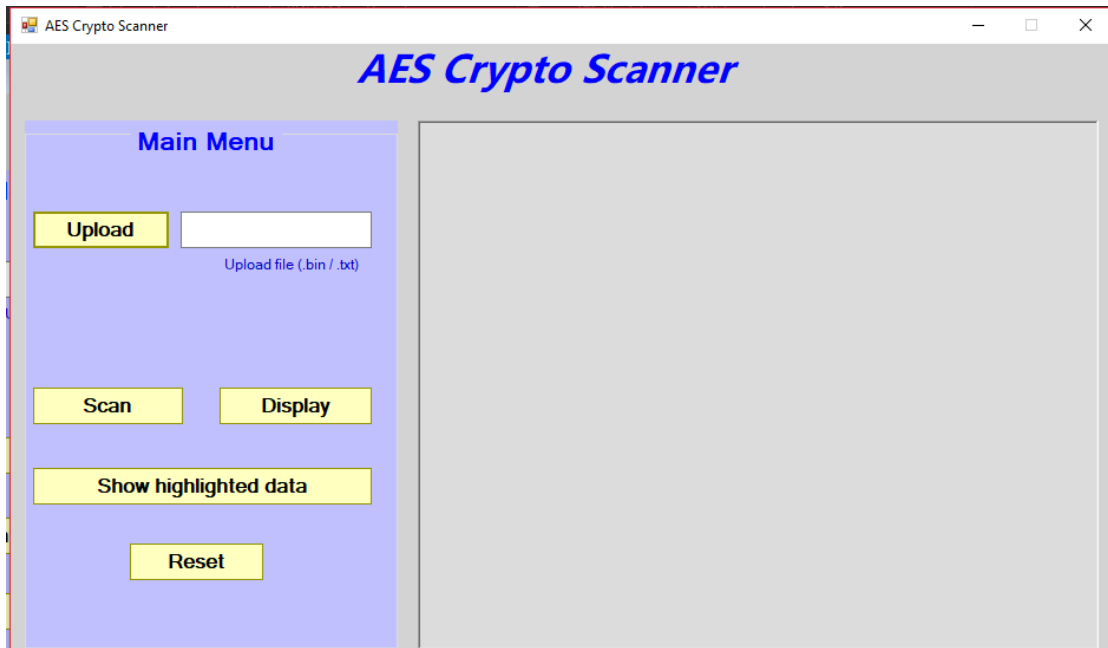 AES Crypto Scanner
AES Crypto Scanner
Main Menu
Upload
Upload file (.bin / .txt)
Scan Display
Show highlighted data
Reset